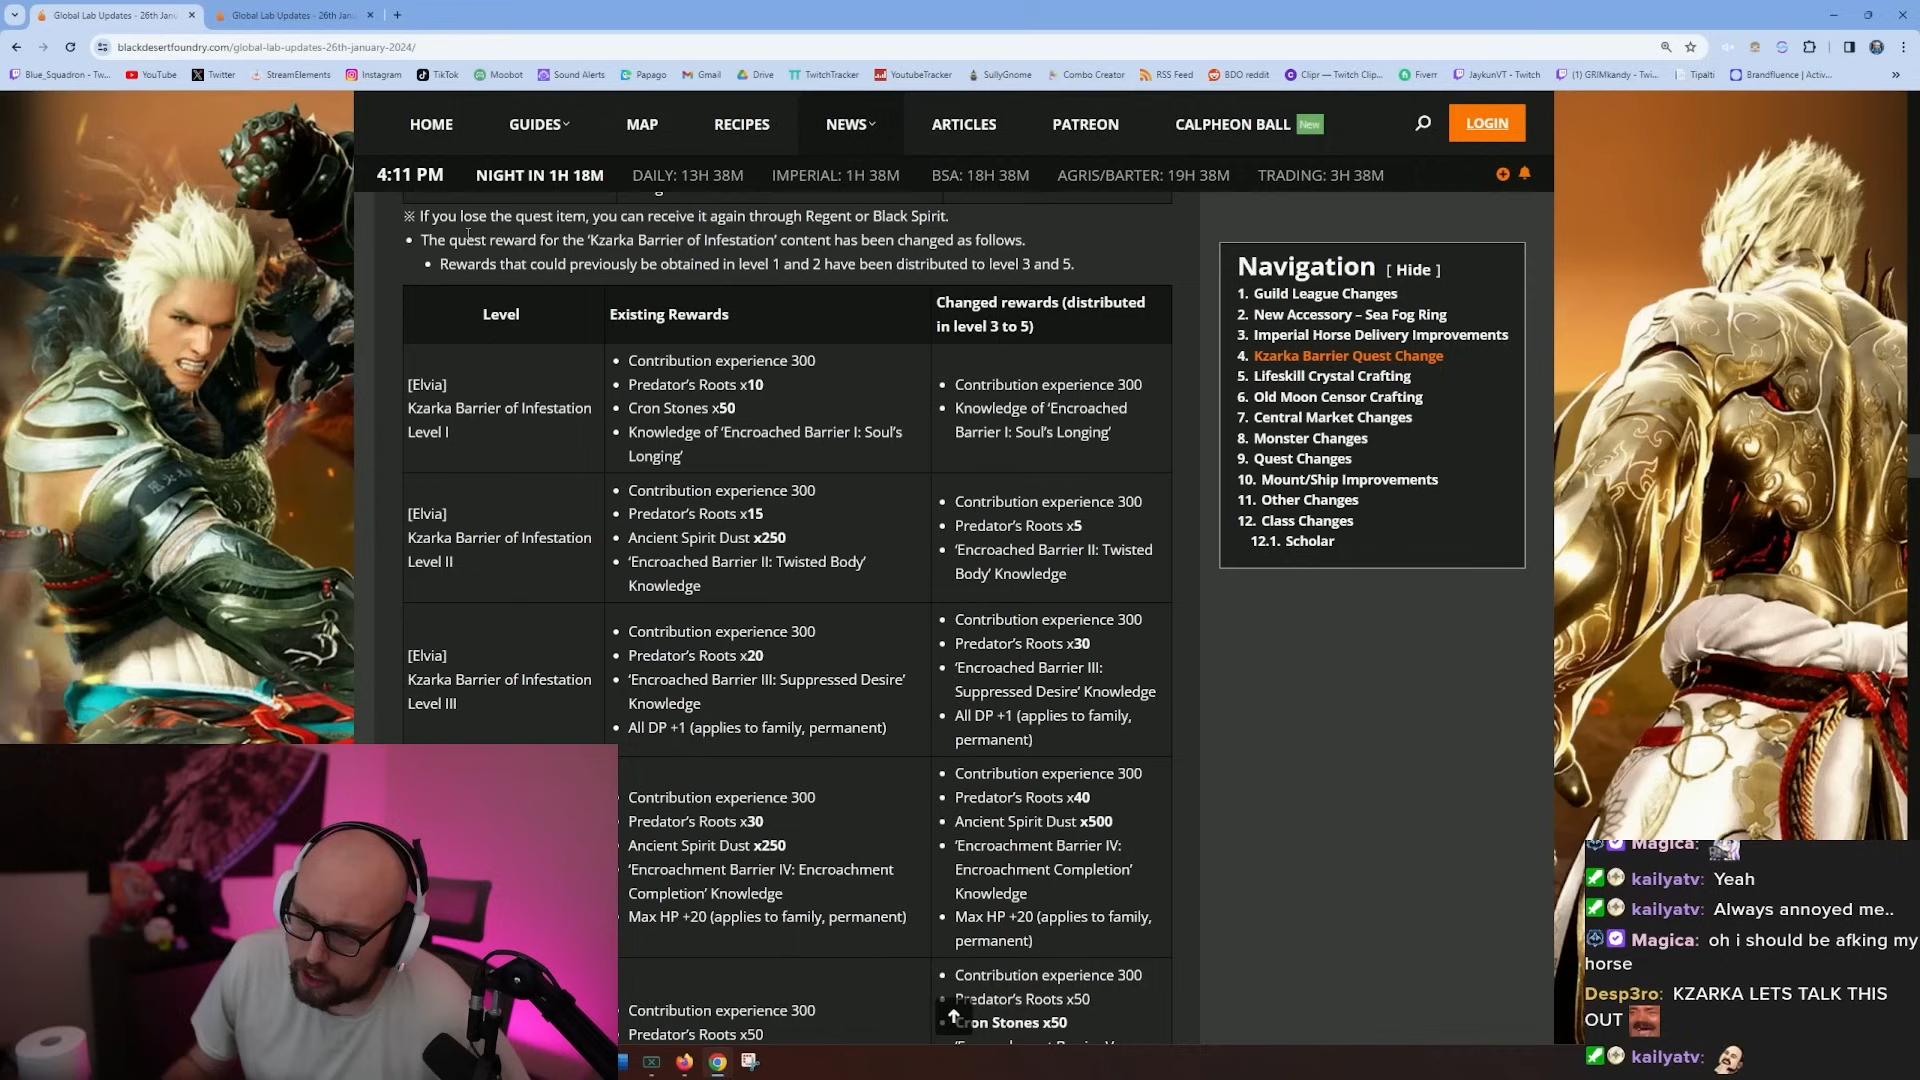 Global Lab Updates - 26th Janu
Global Lab Updates - 26th Janu
blackdesertfoundry.com/global-lab-updates-26th-january-2024/
Blue_Squadron - Tw...
YouTube
Twitter
StreamElements
Instagram
TikTok
Moobot
Sound Alerts
Papago
Gmail
Drive
TwitchTracker
YoutubeTracker
SullyGnome
Combo Creator
RSS Feed
BDO reddit
Clipr — Twitch Clip...
Fiverr
JaykunVT - Twitch
(1) GRIMkandy - Twi...
Tipalti
Brandfluence | Activ...
HOME
GUIDES
MAP
RECIPES
NEWS
ARTICLES
PATREON
CALPHEON BALL New
LOGIN
4:11 PM
NIGHT IN 1H 18M
DAILY: 13H 38M
IMPERIAL: 1H 38M
BSA: 18H 38M
AGRIS/BARTER: 19H 38M
TRADING: 3H 38M
※ If you lose the quest item, you can receive it again through Regent or Black Spirit.
• The quest reward for the ‘Kzarka Barrier of Infestation’ content has been changed as follows.
• Rewards that could previously be obtained in level 1 and 2 have been distributed to level 3 and 5.
Level
Existing Rewards
Changed rewards (distributed
in level 3 to 5)
[Elvia]
Kzarka Barrier of Infestation
Level I
• Contribution experience 300
• Predator’s Roots x10
• Cron Stones x50
• Knowledge of ‘Encroached Barrier I: Soul’s
Longing’
• Contribution experience 300
• Knowledge of ‘Encroached
Barrier I: Soul’s Longing’
[Elvia]
Kzarka Barrier of Infestation
Level II
• Contribution experience 300
• Predator’s Roots x15
• Ancient Spirit Dust x250
• ‘Encroached Barrier II: Twisted Body’
Knowledge
• Contribution experience 300
• Predator’s Roots x5
• ‘Encroached Barrier II: Twisted
Body’ Knowledge
[Elvia]
Kzarka Barrier of Infestation
Level III
• Contribution experience 300
• Predator’s Roots x20
• ‘Encroached Barrier III: Suppressed Desire’
Knowledge
• All DP +1 (applies to family, permanent)
• Contribution experience 300
• Predator’s Roots x30
• ‘Encroached Barrier III:
Suppressed Desire’ Knowledge
• All DP +1 (applies to family,
permanent)
Contribution experience 300
Predator’s Roots x30
Ancient Spirit Dust x250
‘Encroachment Barrier IV: Encroachment
Completion’ Knowledge
Max HP +20 (applies to family, permanent)
• Contribution experience 300
• Predator’s Roots x40
• Ancient Spirit Dust x500
• ‘Encroachment Barrier IV:
Encroachment Completion’
Knowledge
• Max HP +20 (applies to family,
permanent)
Contribution experience 300
Predator’s Roots x50
• Contribution experience 300
Predator’s Roots x50
Cron Stones x50
Navigation [ Hide ]
1. Guild League Changes
2. New Accessory – Sea Fog Ring
3. Imperial Horse Delivery Improvements
4. Kzarka Barrier Quest Change
5. Lifeskill Crystal Crafting
6. Old Moon Censor Crafting
7. Central Market Changes
8. Monster Changes
9. Quest Changes
10. Mount/Ship Improvements
11. Other Changes
12. Class Changes
12.1. Scholar
Magica:
kailyatv: Yeah
kailyatv: Always annoyed me..
Magica: oh i should be afking my
horse
Desp3ro: KZARKA LETS TALK THIS
OUT
kailyatv: